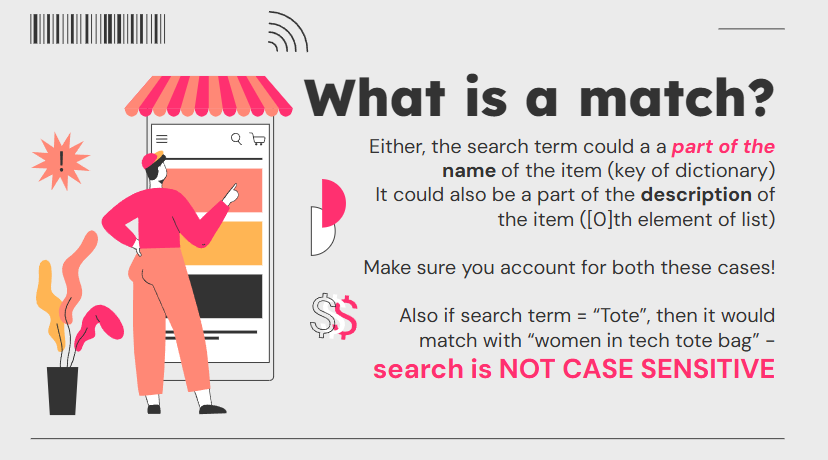 What is a match?
Either, the search term could a a part of the
name of the item (key of dictionary)
It could also be a part of the description of
the item ([0]th element of list)
Make sure you account for both these cases!
Also if search term = “Tote”, then it would
match with “women in tech tote bag” –
search is NOT CASE SENSITIVE
!
$$